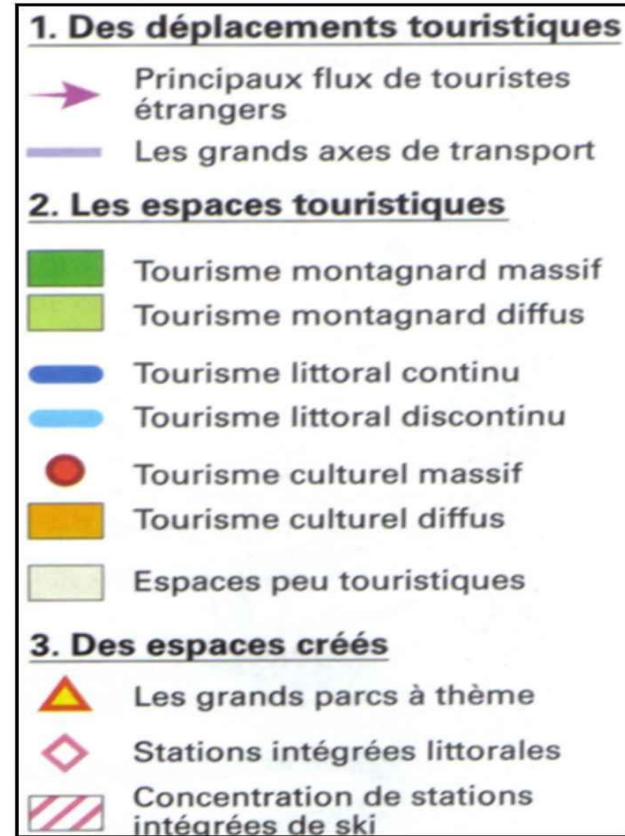 1. Des déplacements touristiques
Principaux flux de touristes
étrangers
Les grands axes de transport
2. Les espaces touristiques
Tourisme montagnard massif
Tourisme montagnard diffus
Tourisme littoral continu
Tourisme littoral discontinu
Tourisme culturel massif
Tourisme culturel diffus
Espaces peu touristiques
3. Des espaces créés
Les grands parcs à thème
Stations intégrées littorales
Concentration de stations
intégrées de ski